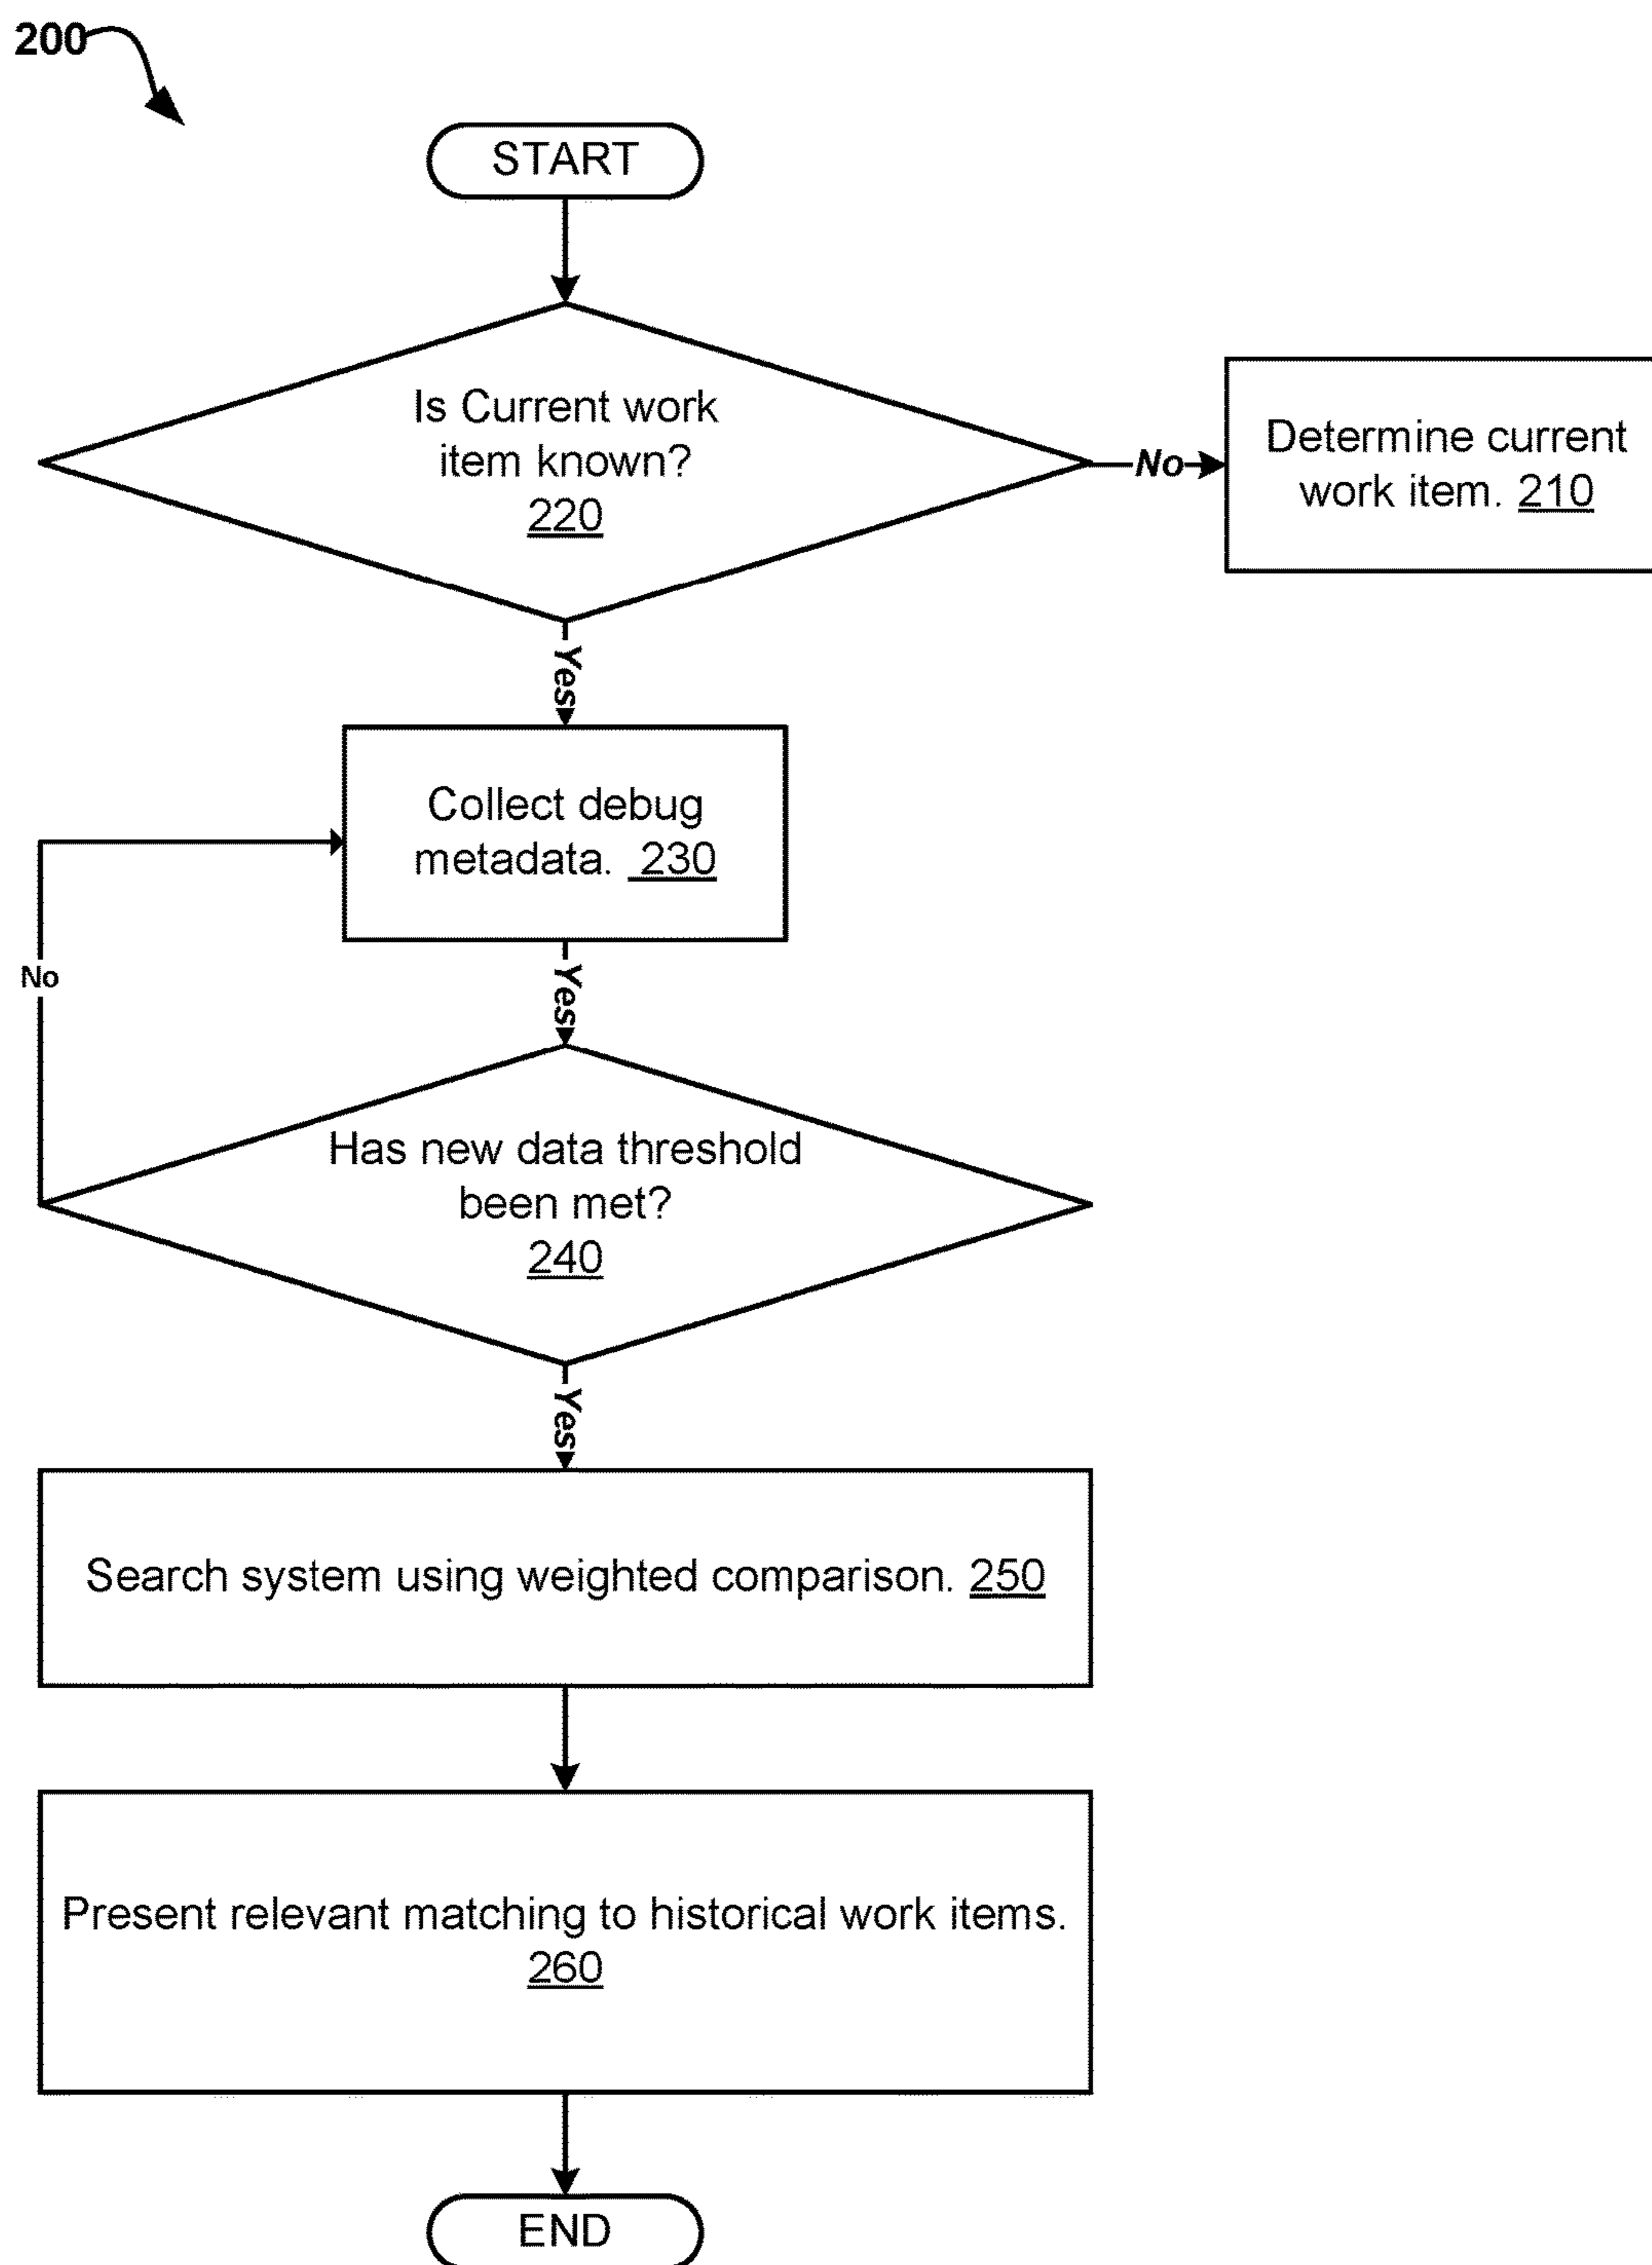 200
START
Is Current work
item known?
220
No
Determine current
work item. 210
Yes
Collect debug
metadata. 230
No
Yes
Has new data threshold
been met?
240
Yes
Search system using weighted comparison. 250
Present relevant matching to historical work items.
260
END